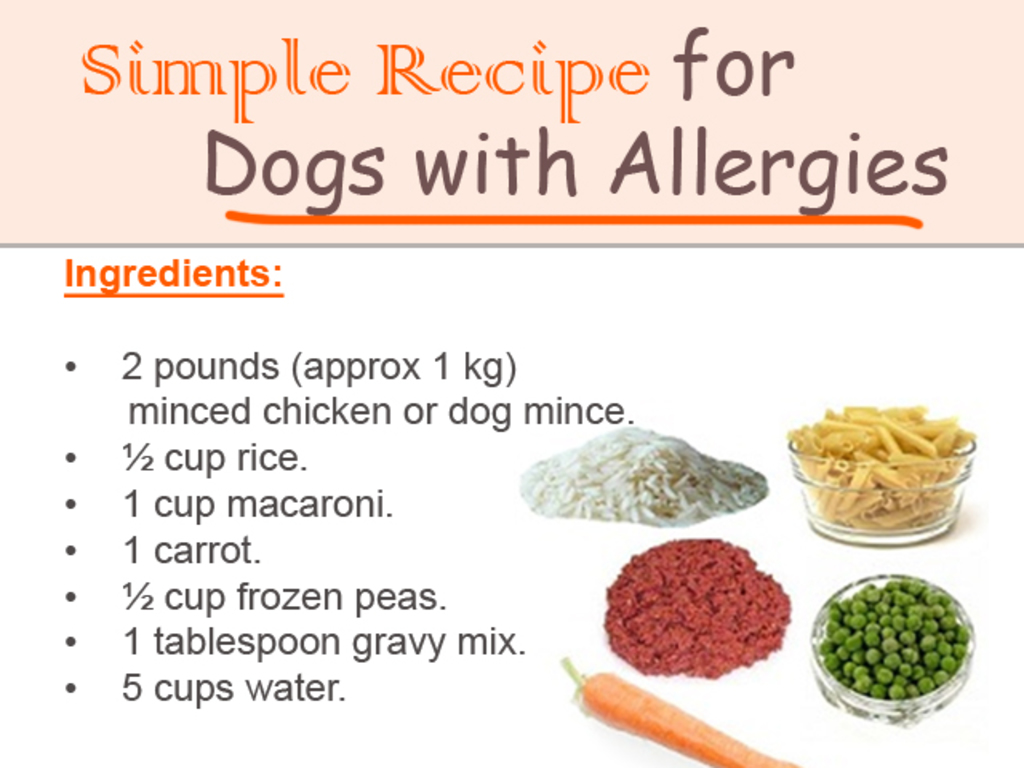 Simple Recipe for
Dogs with Allergies
Ingredients:
• 2 pounds (approx 1 kg)
minced chicken or dog mince.
• ½ cup rice.
• 1 cup macaroni.
• 1 carrot.
• ½ cup frozen peas.
• 1 tablespoon gravy mix.
• 5 cups water.